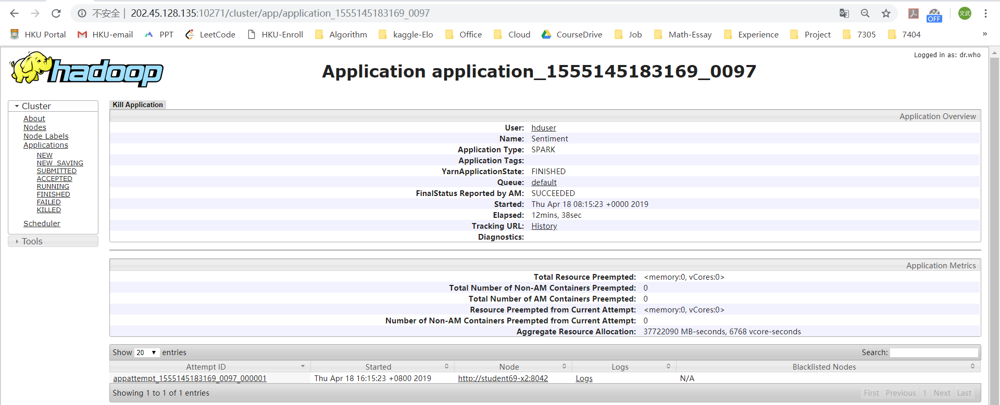 不安全 | 202.45.128.135:10271/cluster/app/application_1555145183169_0097
OFF
文武
HKU Portal HKU-email PPT LeetCode HKU-Enroll Algorithm kaggle-Elo Office Cloud CourseDrive Job Math-Essay Experience Project 7305 7404 »
Logged in as: dr.who
hadoop
Application application_1555145183169_0097
Cluster
About
Nodes
Node Labels
Applications
NEW
NEW_SAVING
SUBMITTED
ACCEPTED
RUNNING
FINISHED
FAILED
KILLED
Scheduler
Tools
Kill Application
Application Overview
User: hduser
Name: Sentiment
Application Type: SPARK
Application Tags:
YarnApplicationState: FINISHED
Queue: default
FinalStatus Reported by AM: SUCCEEDED
Started: Thu Apr 18 08:15:23 +0000 2019
Elapsed: 12mins, 38sec
Tracking URL: History
Diagnostics:
Application Metrics
Total Resource Preempted: <memory:0, vCores:0>
Total Number of Non-AM Containers Preempted: 0
Total Number of AM Containers Preempted: 0
Resource Preempted from Current Attempt: <memory:0, vCores:0>
Number of Non-AM Containers Preempted from Current Attempt: 0
Aggregate Resource Allocation: 37722090 MB-seconds, 6768 vcore-seconds
Show 20 entries Search:
Attempt ID Started Node Logs Blacklisted Nodes
appattempt_1555145183169_0097_000001 Thu Apr 18 16:15:23 +0800 2019 http://student69-x2:8042 Logs N/A
Showing 1 to 1 of 1 entries First Previous 1 Next Last